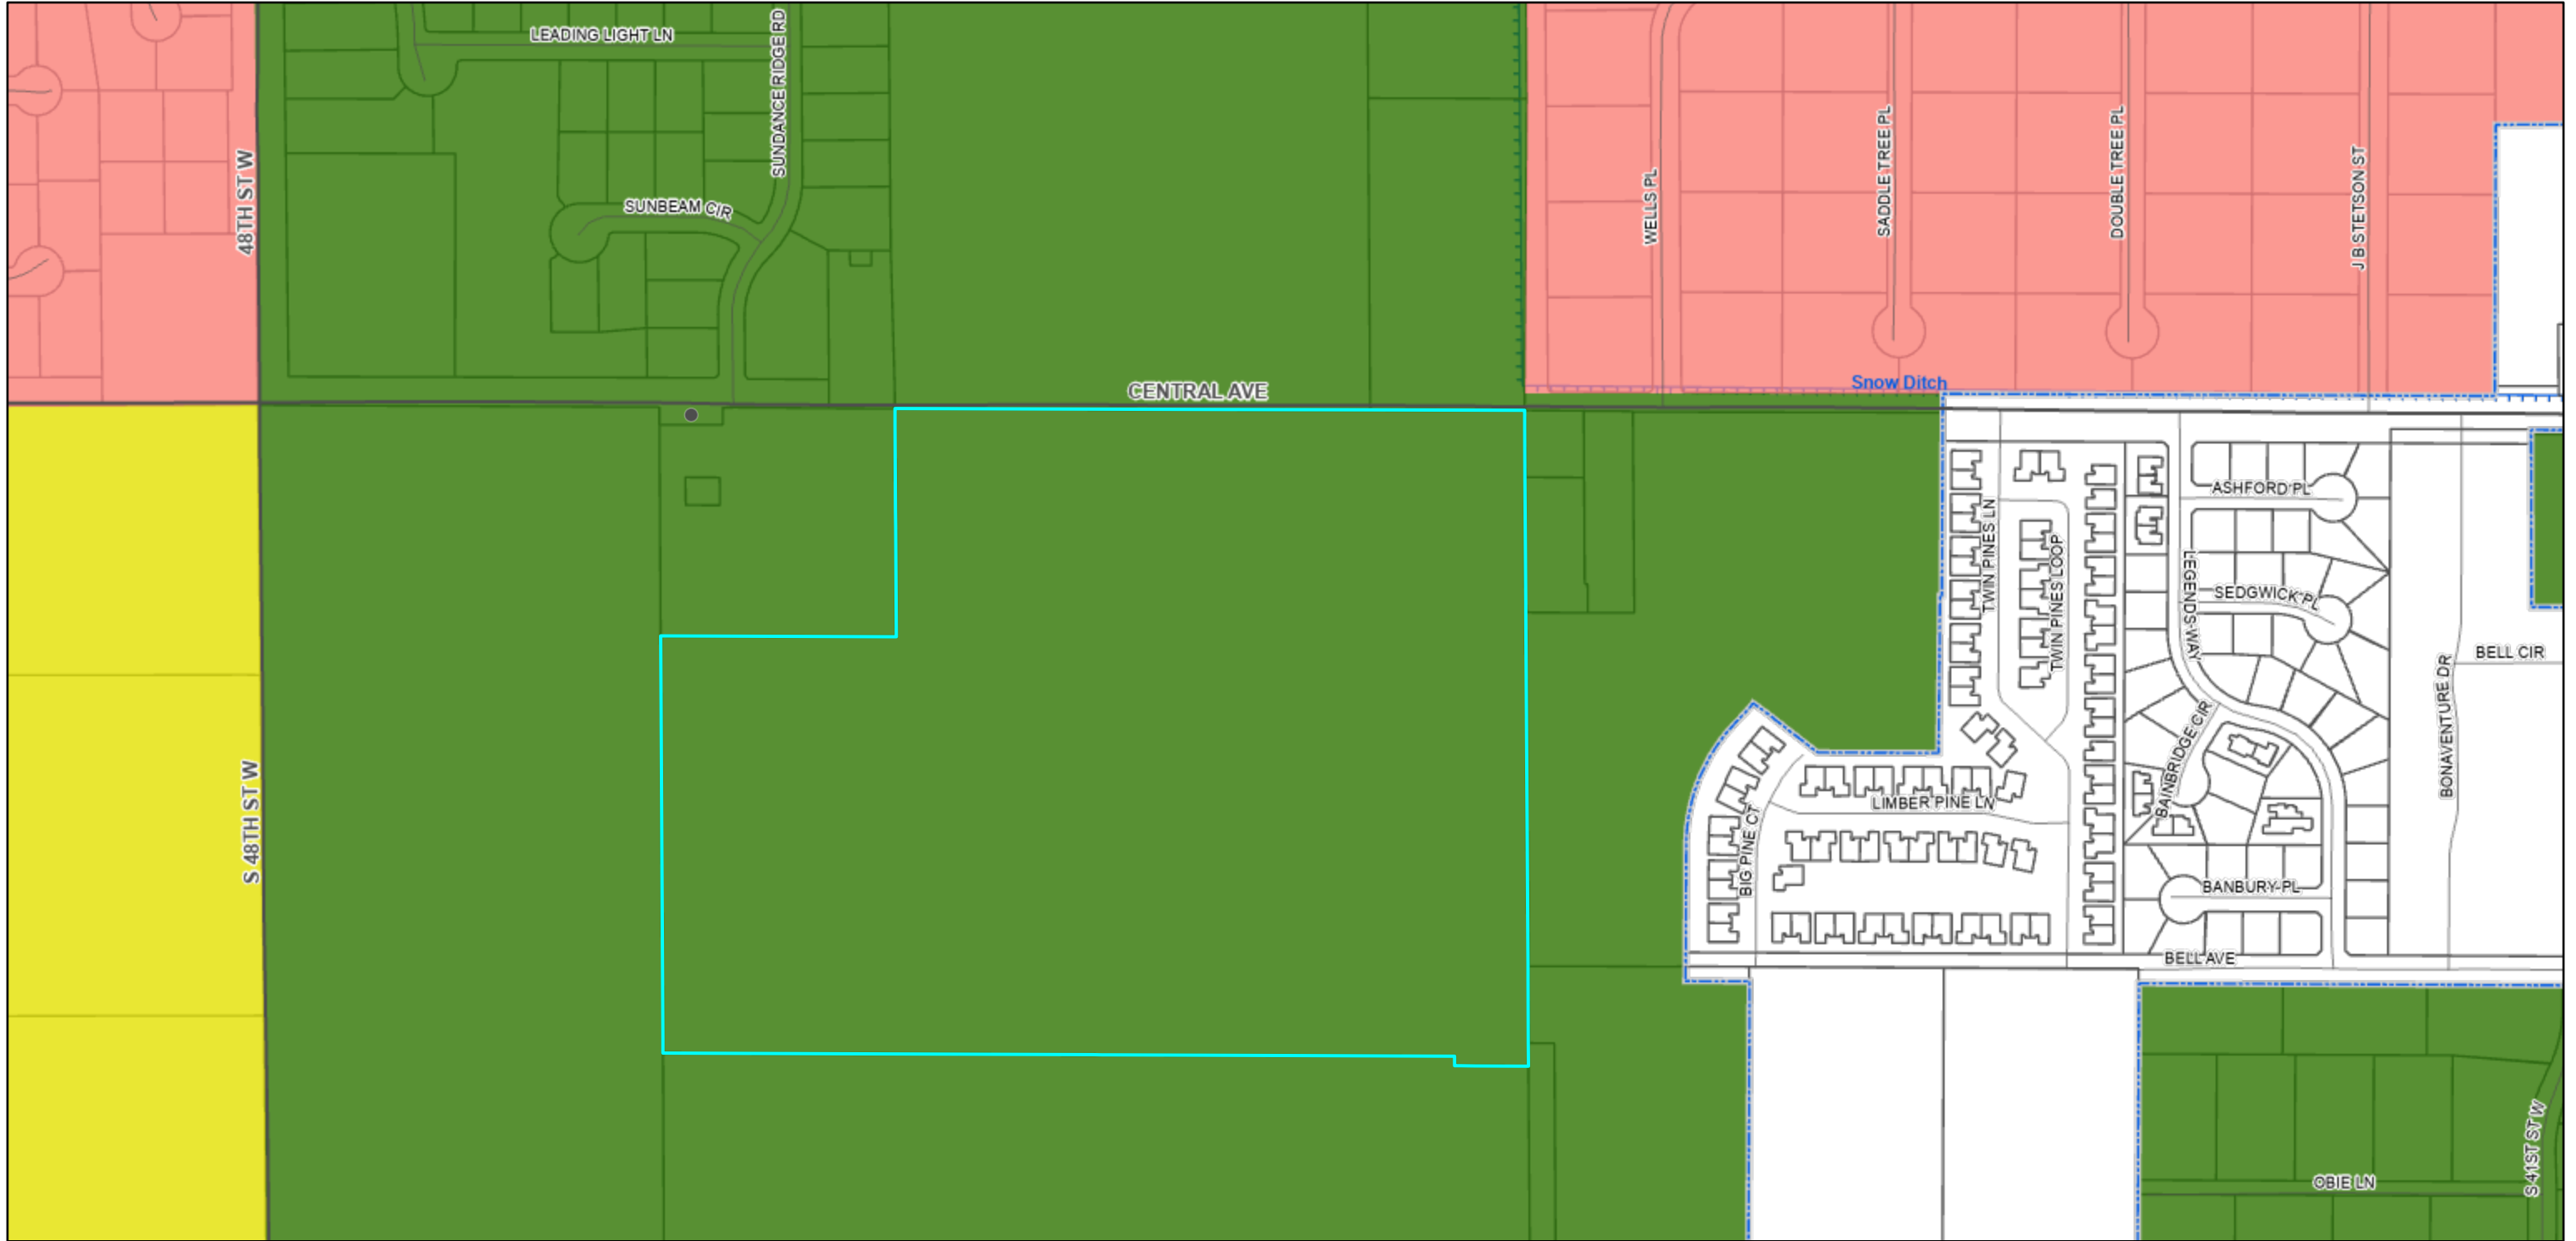 LEADING LIGHT LN
SUNDANCE RIDGE RD
48TH ST W
SUNBEAM CIR
WELLS PL
SADDLE TREE PL
DOUBLE TREE PL
J B STETSON ST
CENTRAL AVE
Snow Ditch
ASHFORD PL
TWIN PINES LN
TWIN PINES LOOP
LEGENDS WAY
SEDGWICK PL
BELL CIR
BONAVENTURE DR
BAINBRIDGE CIR
S 48TH ST W
LIMBER PINE LN
BIG PINE CT
BANBURY PL
BELL AVE
S 41ST ST W
OBIE LN